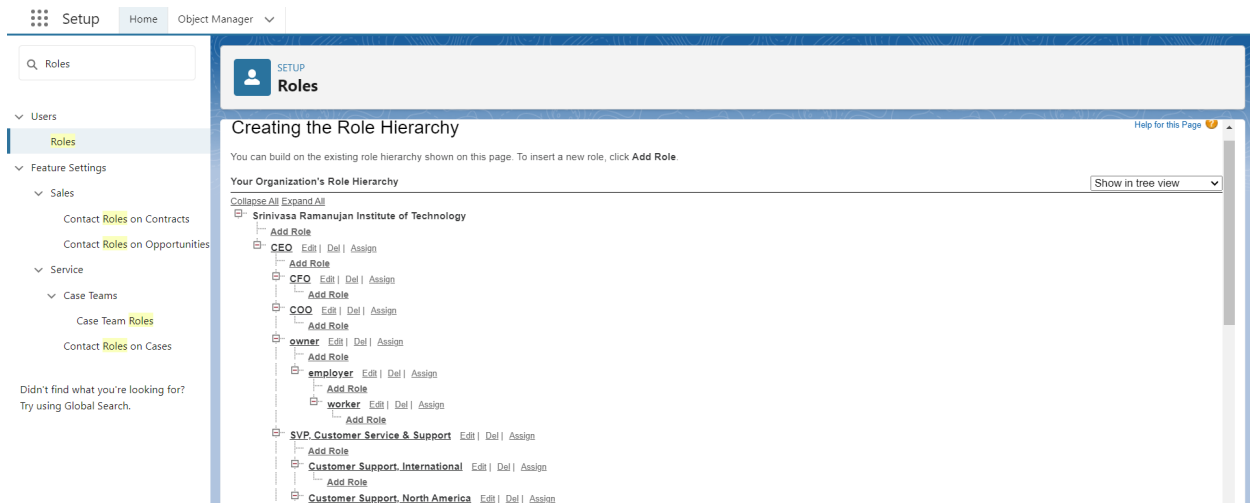 Setup Home Object Manager
Roles
SETUP
Roles
Users
Roles
Feature Settings
Sales
Contact Roles on Contracts
Contact Roles on Opportunities
Service
Case Teams
Case Team Roles
Contact Roles on Cases
Didn't find what you're looking for?
Try using Global Search.
Creating the Role Hierarchy
Help for this Page ?
You can build on the existing role hierarchy shown on this page. To insert a new role, click Add Role.
Your Organization's Role Hierarchy
Show in tree view
Collapse All Expand All
Srinivasa Ramanujan Institute of Technology
Add Role
CEO Edit | Del | Assign
Add Role
CFO Edit | Del | Assign
Add Role
COO Edit | Del | Assign
Add Role
owner Edit | Del | Assign
Add Role
employer Edit | Del | Assign
Add Role
worker Edit | Del | Assign
Add Role
SVP, Customer Service & Support Edit | Del | Assign
Add Role
Customer Support, International Edit | Del | Assign
Add Role
Customer Support, North America Edit | Del | Assign